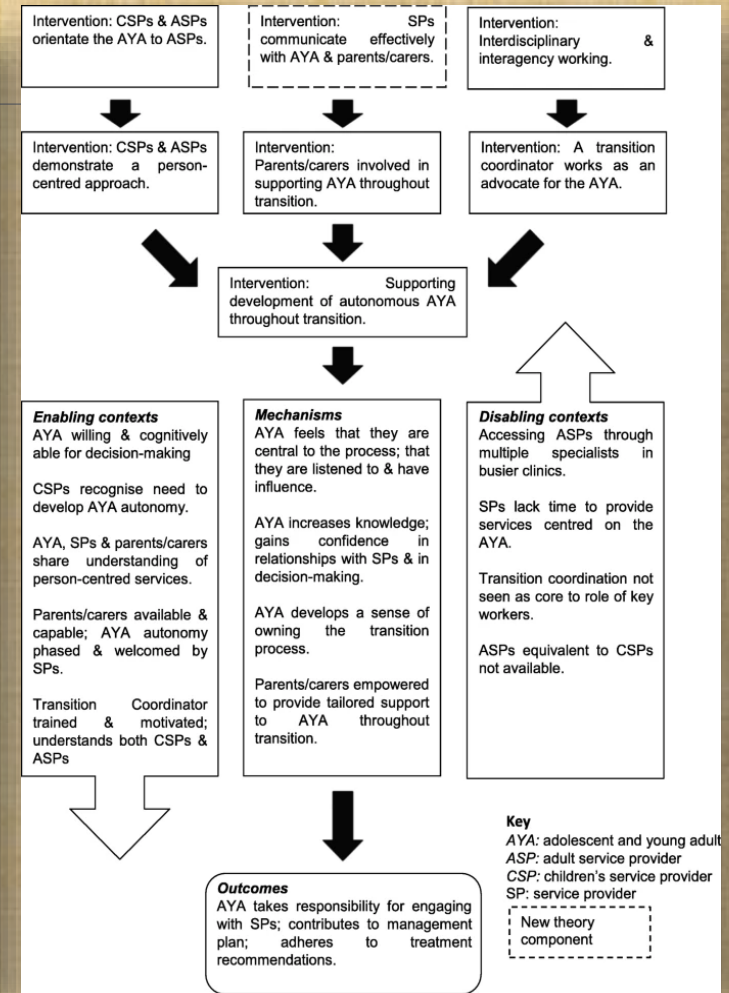 Intervention: CSPs & ASPs
orientate the AYA to ASPs.
Intervention: SPs
communicate effectively
with AYA & parents/carers.
Intervention:
Interdisciplinary &
interagency working.
Intervention: CSPs & ASPs
demonstrate a person-
centred approach.
Intervention:
Parents/carers involved in
supporting AYA throughout
transition.
Intervention: A transition
coordinator works as an
advocate for the AYA.
Intervention: Supporting
development of autonomous AYA
throughout transition.
Enabling contexts
AYA willing & cognitively
able for decision-making
CSPs recognise need to
develop AYA autonomy.
AYA, SPs & parents/carers
share understanding of
person-centred services.
Parents/carers available &
capable; AYA autonomy
phased & welcomed by
SPs.
Transition Coordinator
trained & motivated;
understands both CSPs &
ASPs
Mechanisms
AYA feels that they are
central to the process; that
they are listened to & have
influence.
AYA increases knowledge;
gains confidence in
relationships with SPs & in
decision-making.
AYA develops a sense of
owning the transition
process.
Parents/carers empowered
to provide tailored support
to AYA throughout
transition.
Disabling contexts
Accessing ASPs through
multiple specialists in
busier clinics.
SPs lack time to provide
services centred on the
AYA.
Transition coordination not
seen as core to role of key
workers.
ASPs equivalent to CSPs
not available.
Outcomes
AYA takes responsibility for engaging
with SPs; contributes to management
plan; adheres to treatment
recommendations.
Key
AYA: adolescent and young adult
ASP: adult service provider
CSP: children's service provider
SP: service provider
New theory
component